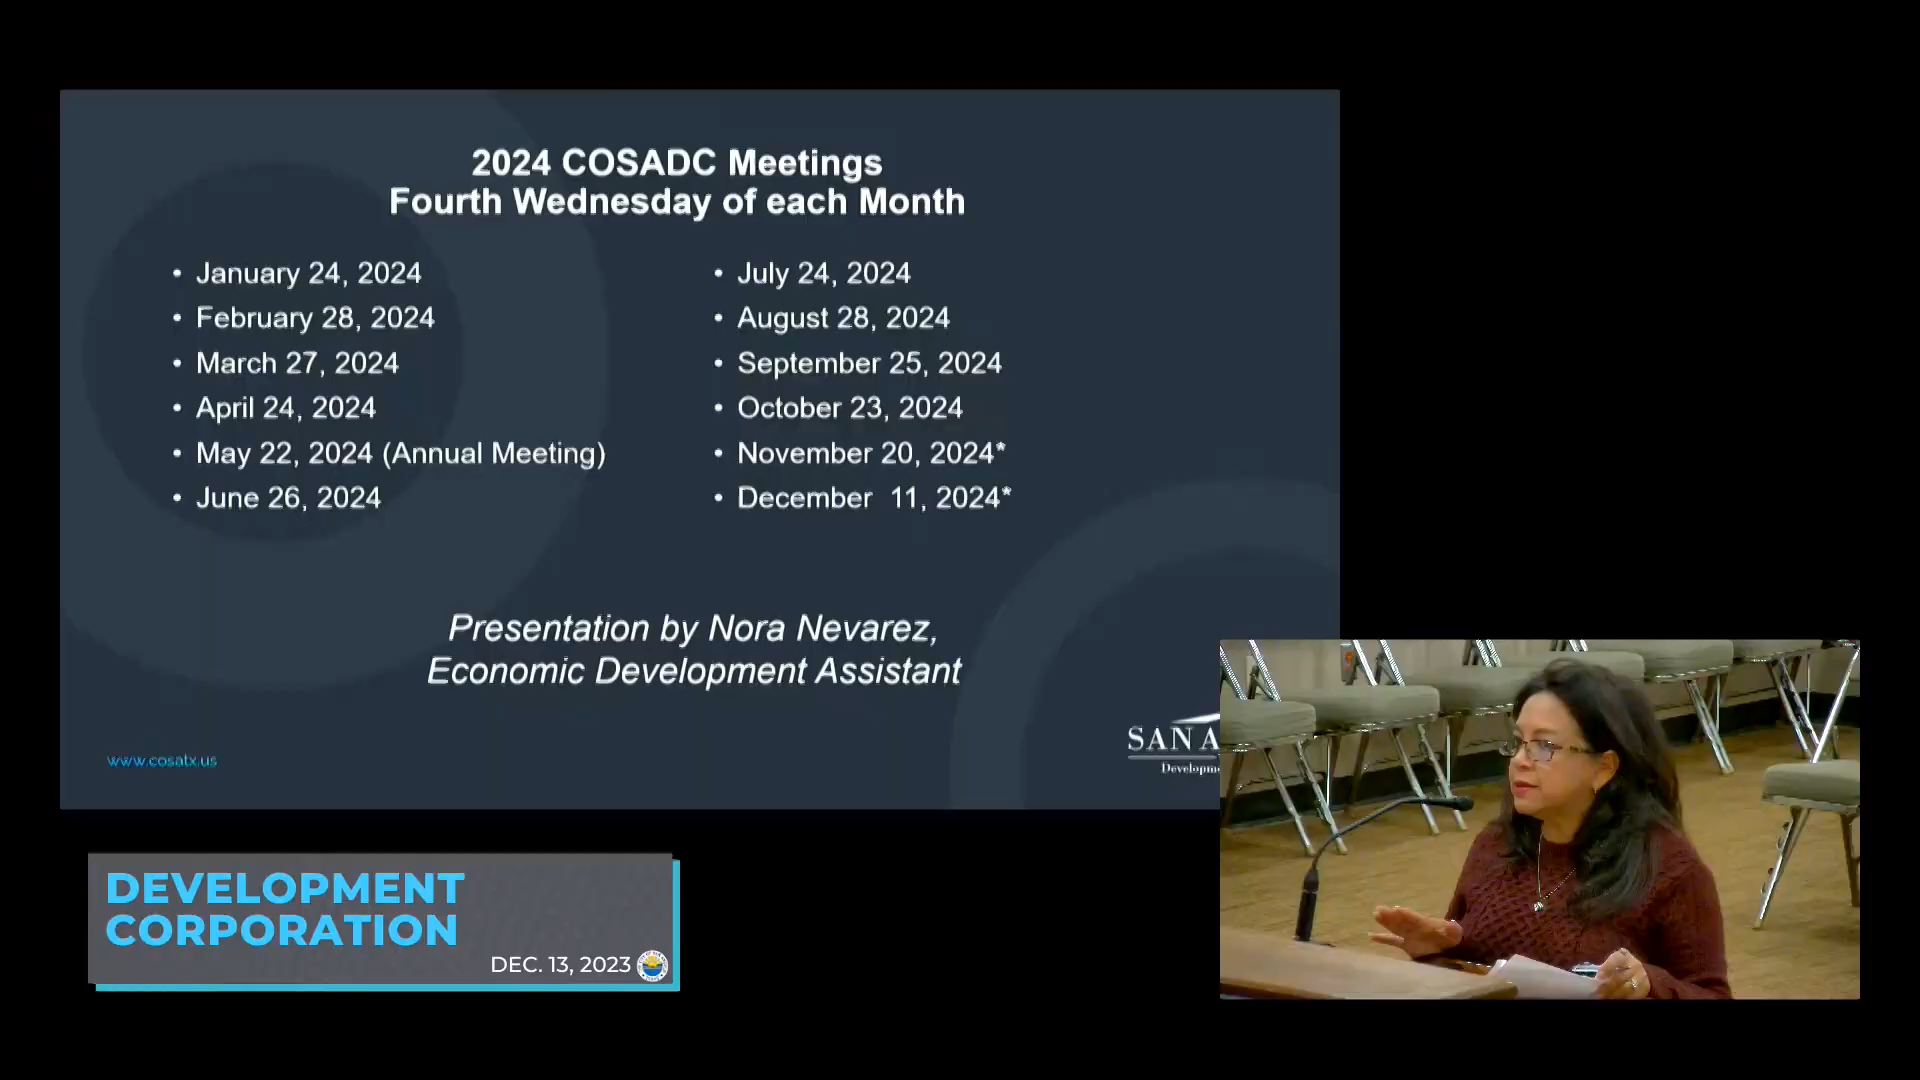 2024 COSADC Meetings
Fourth Wednesday of each Month
• January 24, 2024
• February 28, 2024
• March 27, 2024
• April 24, 2024
• May 22, 2024 (Annual Meeting)
• June 26, 2024
• July 24, 2024
• August 28, 2024
• September 25, 2024
• October 23, 2024
• November 20, 2024*
• December 11, 2024*
Presentation by Nora Nevarez,
Economic Development Assistant
www.cosatx.us
SAN A
Developm
DEVELOPMENT
CORPORATION
DEC. 13, 2023